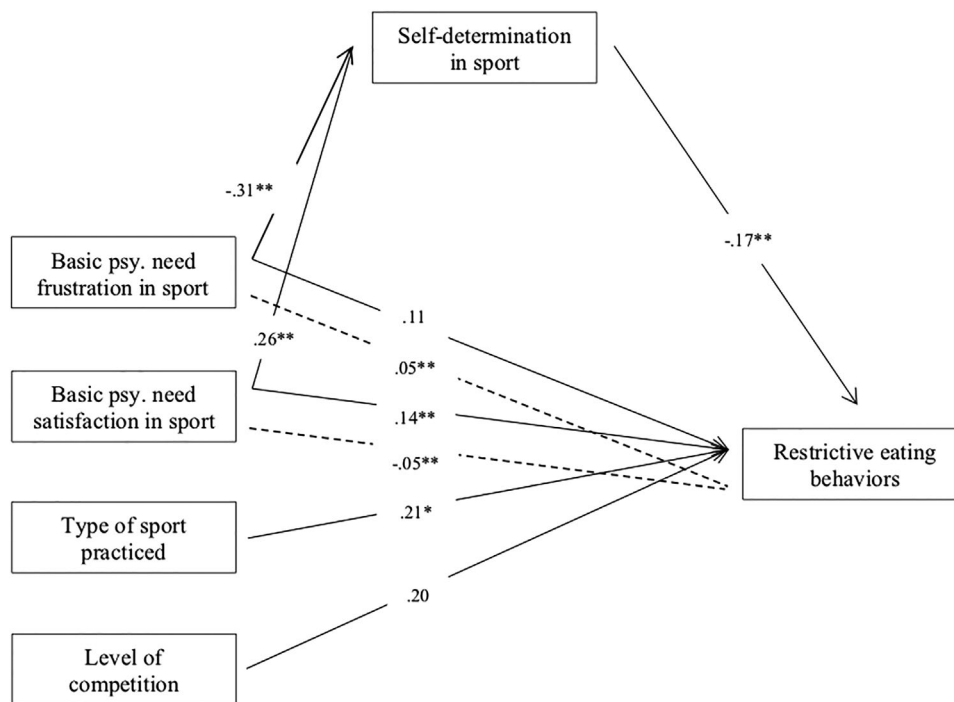 Self-determination
in sport
-.31**
-.17**
Basic psy. need
frustration in sport
.11
.26**
.05**
Basic psy. need
satisfaction in sport
.14**
-.05**
Restrictive eating
behaviors
Type of sport
practiced
.21*
.20
Level of
competition